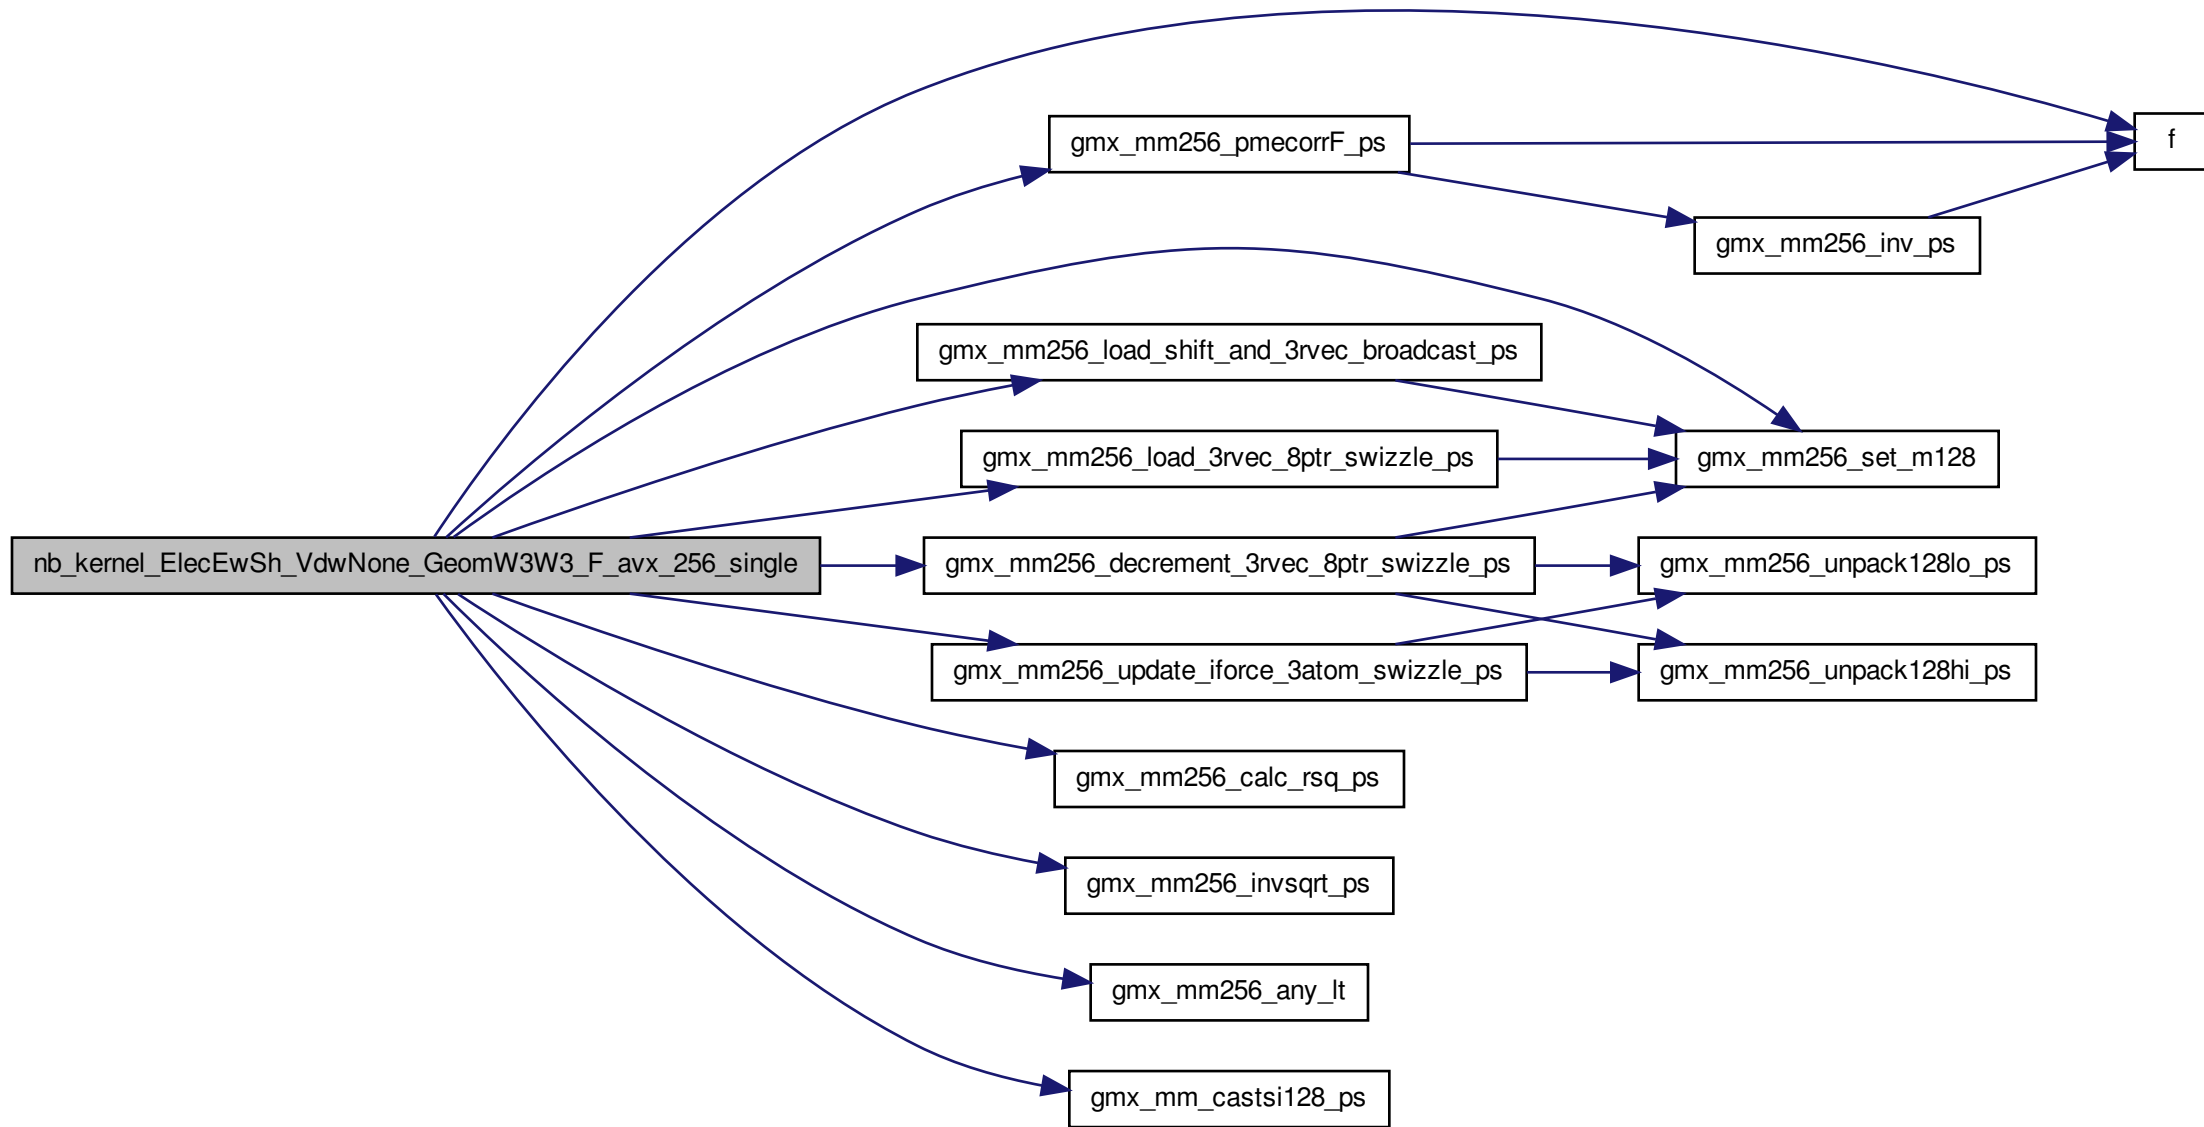 f
gmx_mm256_pmecorrF_ps
gmx_mm256_inv_ps
gmx_mm256_load_shift_and_3rvec_broadcast_ps
gmx_mm256_load_3rvec_8ptr_swizzle_ps
gmx_mm256_set_m128
nb_kernel_ElecEwSh_VdwNone_GeomW3W3_F_avx_256_single
gmx_mm256_decrement_3rvec_8ptr_swizzle_ps
gmx_mm256_unpack128lo_ps
gmx_mm256_update_iforce_3atom_swizzle_ps
gmx_mm256_unpack128hi_ps
gmx_mm256_calc_rsq_ps
gmx_mm256_invsqrt_ps
gmx_mm256_any_lt
gmx_mm_castsi128_ps